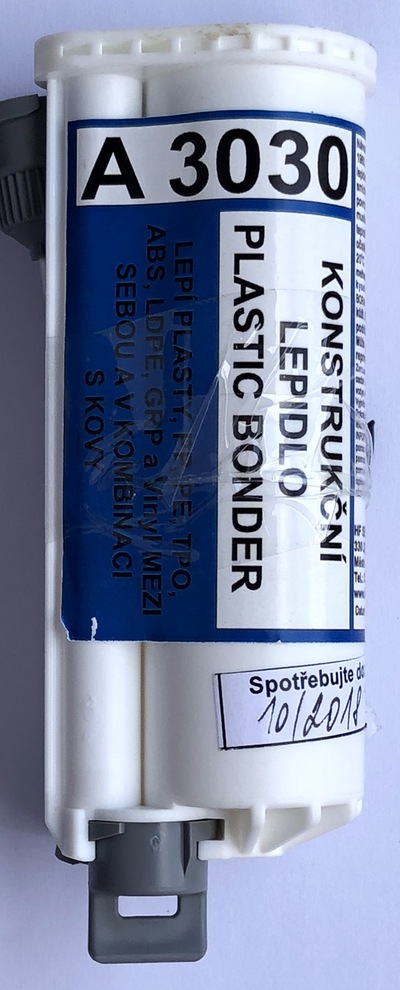 A 3030
KONSTRUKČNÍ
LEPIDLO
PLASTIC BONDER
LEPÍ PLASTY, PP, PE, TPO,
ABS, LDPE, GRP a Vinyl MEZI
SEBOU A V KOMBINACI
S KOVY
Spotřebujte do
10/2018